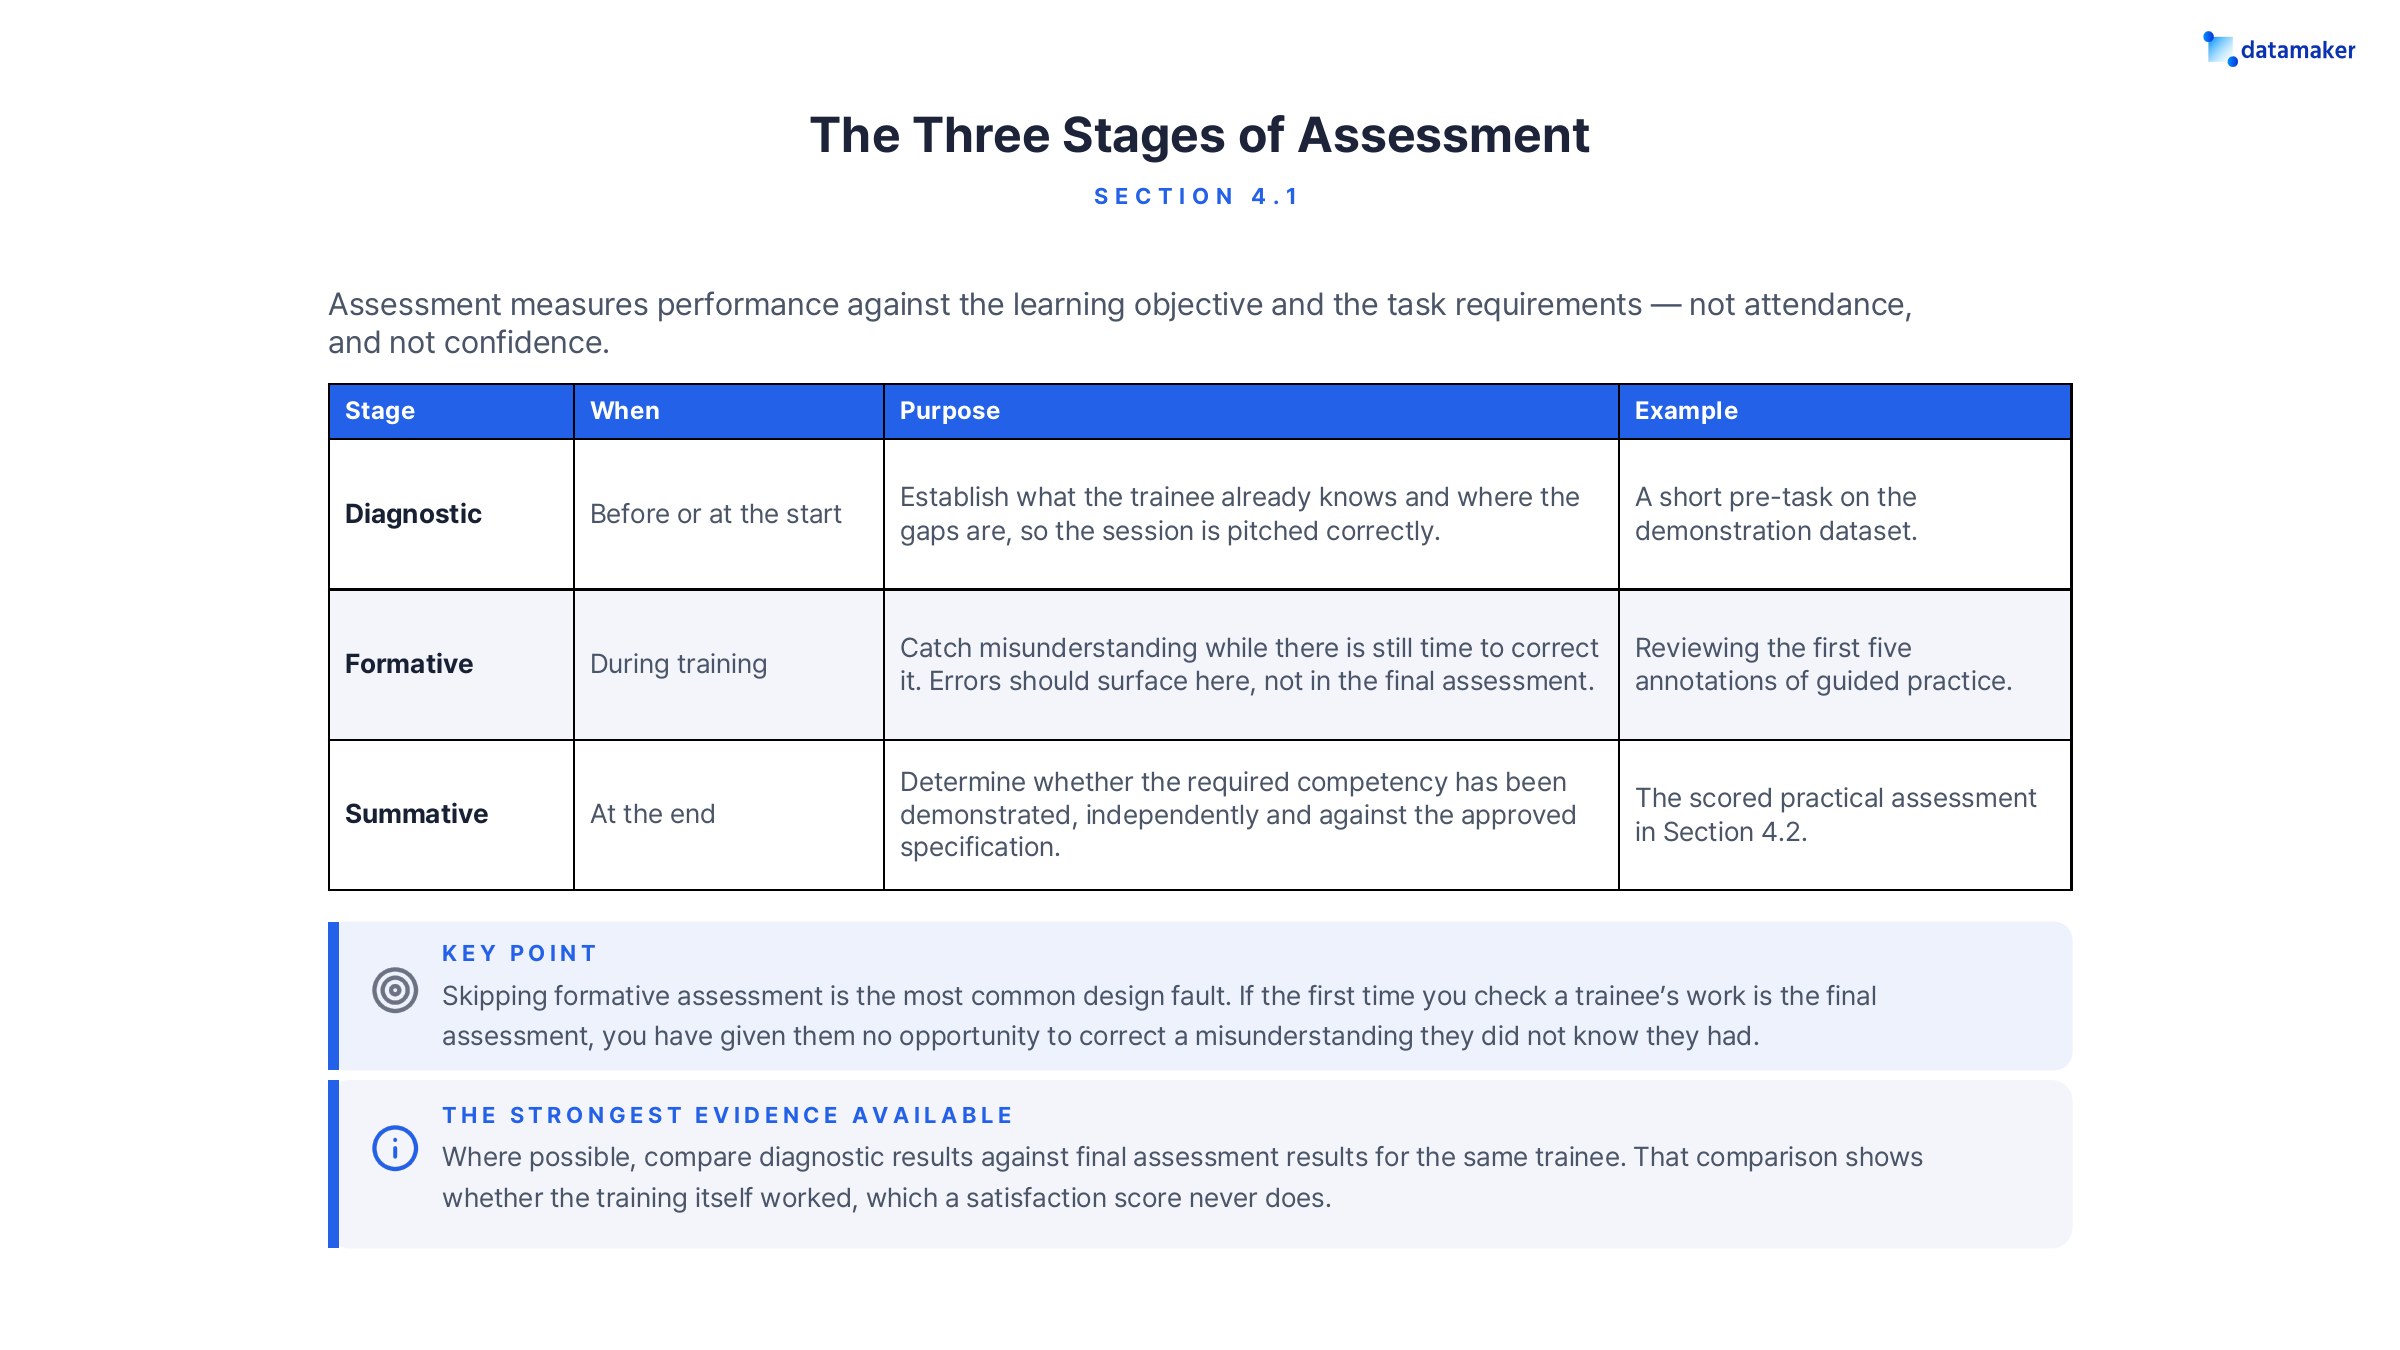 datamaker
The Three Stages of Assessment
SECTION 4.1
Assessment measures performance against the learning objective and the task requirements — not attendance,
and not confidence.
Stage
When
Purpose
Example
Diagnostic
Before or at the start
Establish what the trainee already knows and where the
gaps are, so the session is pitched correctly.
A short pre-task on the
demonstration dataset.
Formative
During training
Catch misunderstanding while there is still time to correct
it. Errors should surface here, not in the final assessment.
Reviewing the first five
annotations of guided practice.
Summative
At the end
Determine whether the required competency has been
demonstrated, independently and against the approved
specification.
The scored practical assessment
in Section 4.2.
KEY POINT
Skipping formative assessment is the most common design fault. If the first time you check a trainee’s work is the final
assessment, you have given them no opportunity to correct a misunderstanding they did not know they had.
THE STRONGEST EVIDENCE AVAILABLE
Where possible, compare diagnostic results against final assessment results for the same trainee. That comparison shows
whether the training itself worked, which a satisfaction score never does.